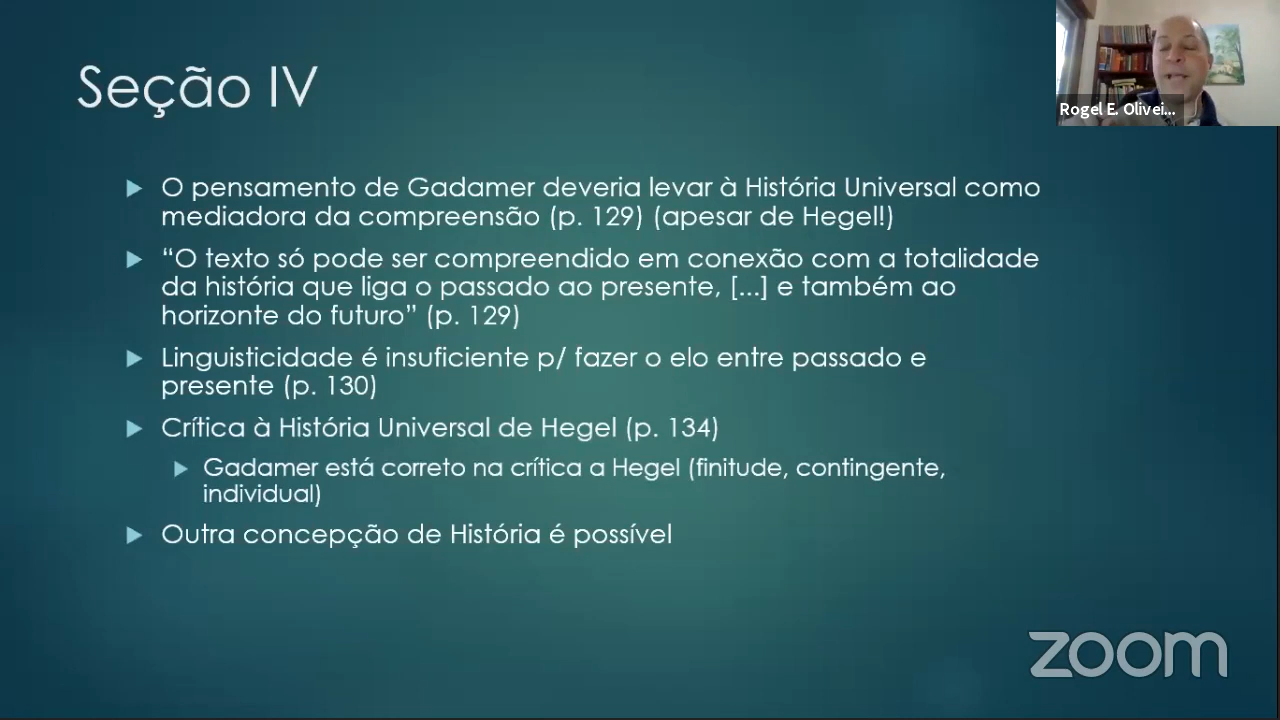 Seção IV
Rogel E. Olivei...
O pensamento de Gadamer deveria levar à História Universal como
mediadora da compreensão (p. 129) (apesar de Hegel!)
“O texto só pode ser compreendido em conexão com a totalidade
da história que liga o passado ao presente, [...] e também ao
horizonte do futuro” (p. 129)
Linguisticidade é insuficiente p/ fazer o elo entre passado e
presente (p. 130)
Crítica à História Universal de Hegel (p. 134)
Gadamer está correto na crítica a Hegel (finitude, contingente,
individual)
Outra concepção de História é possível
zoom